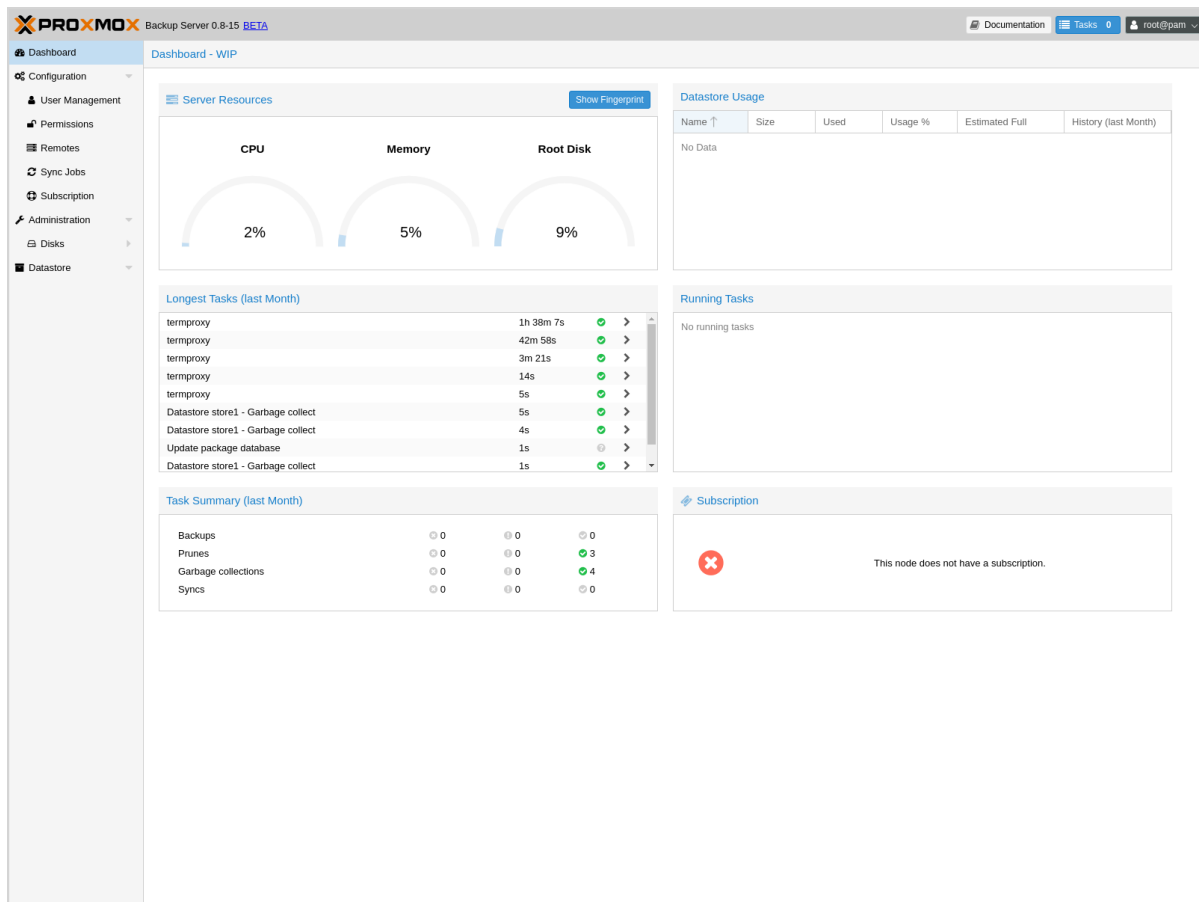 PROXMOX Backup Server 0.8-15 BETA
Documentation
Tasks 0
root@pam
Dashboard
Configuration
User Management
Permissions
Remotes
Sync Jobs
Subscription
Administration
Disks
Datastore
Dashboard - WIP
Server Resources
Show Fingerprint
CPU Memory Root Disk
2% 5% 9%
Datastore Usage
Name Size Used Usage % Estimated Full History (last Month)
No Data
Longest Tasks (last Month)
termproxy 1h 38m 7s
termproxy 42m 58s
termproxy 3m 21s
termproxy 14s
termproxy 5s
Datastore store1 - Garbage collect 5s
Datastore store1 - Garbage collect 4s
Update package database 1s
Datastore store1 - Garbage collect 1s
Running Tasks
No running tasks
Task Summary (last Month)
Backups 0 0 0
Prunes 0 0 3
Garbage collections 0 0 4
Syncs 0 0 0
Subscription
This node does not have a subscription.